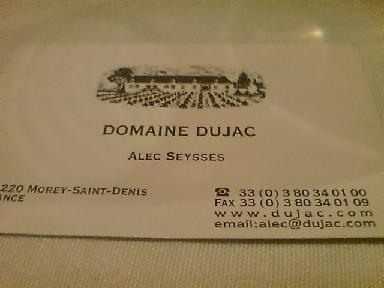 DOMAINE DUJAC
ALEC SEYSSES
220 MOREY-SAINT-DENIS
ANCE
☎ 33 (0) 3 80 34 01 00
FAX 33 (0) 3 80 34 01 09
www.dujac.com
email:alec@dujac.com